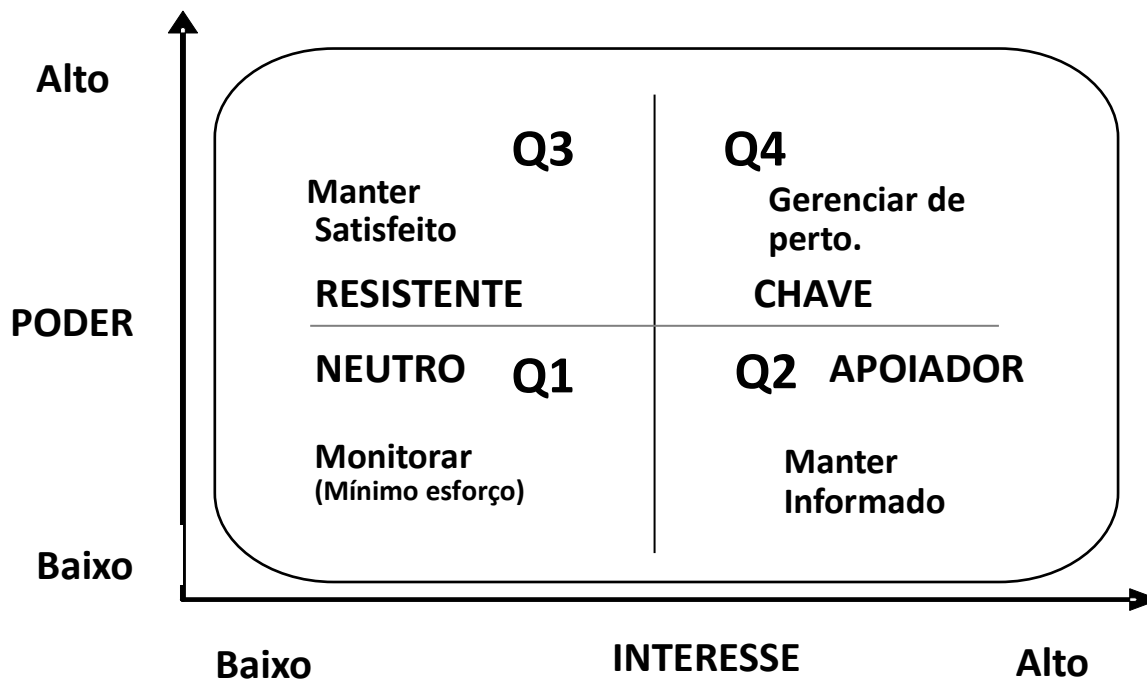 Alto
Q3
Q4
Manter
Satisfeito
Gerenciar de
perto.
RESISTENTE
CHAVE
PODER
NEUTRO
Q1
Q2
APOIADOR
Monitorar
(Mínimo esforço)
Manter
Informado
Baixo
Baixo
INTERESSE
Alto